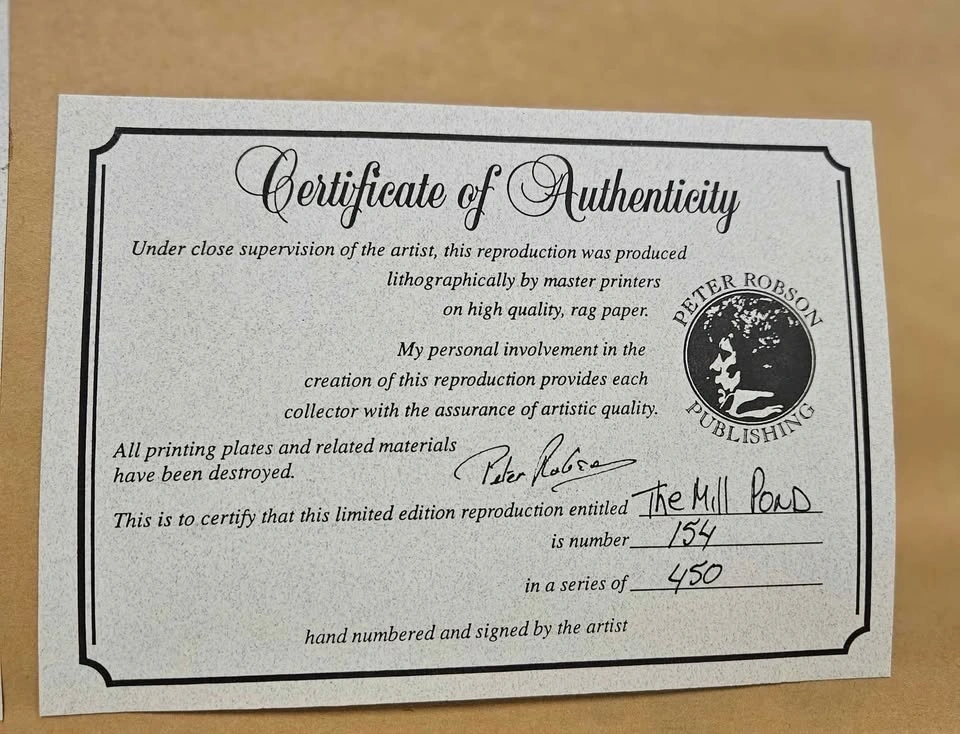 Certificate of Authenticity
Under close supervision of the artist, this reproduction was produced
lithographically by master printers
on high quality, rag paper.
PETER ROBSON
PUBLISHING
My personal involvement in the
creation of this reproduction provides each
collector with the assurance of artistic quality.
All printing plates and related materials
have been destroyed.
Peter Robson
This is to certify that this limited edition reproduction entitled The Mill Pond
is number 154
in a series of 450
hand numbered and signed by the artist